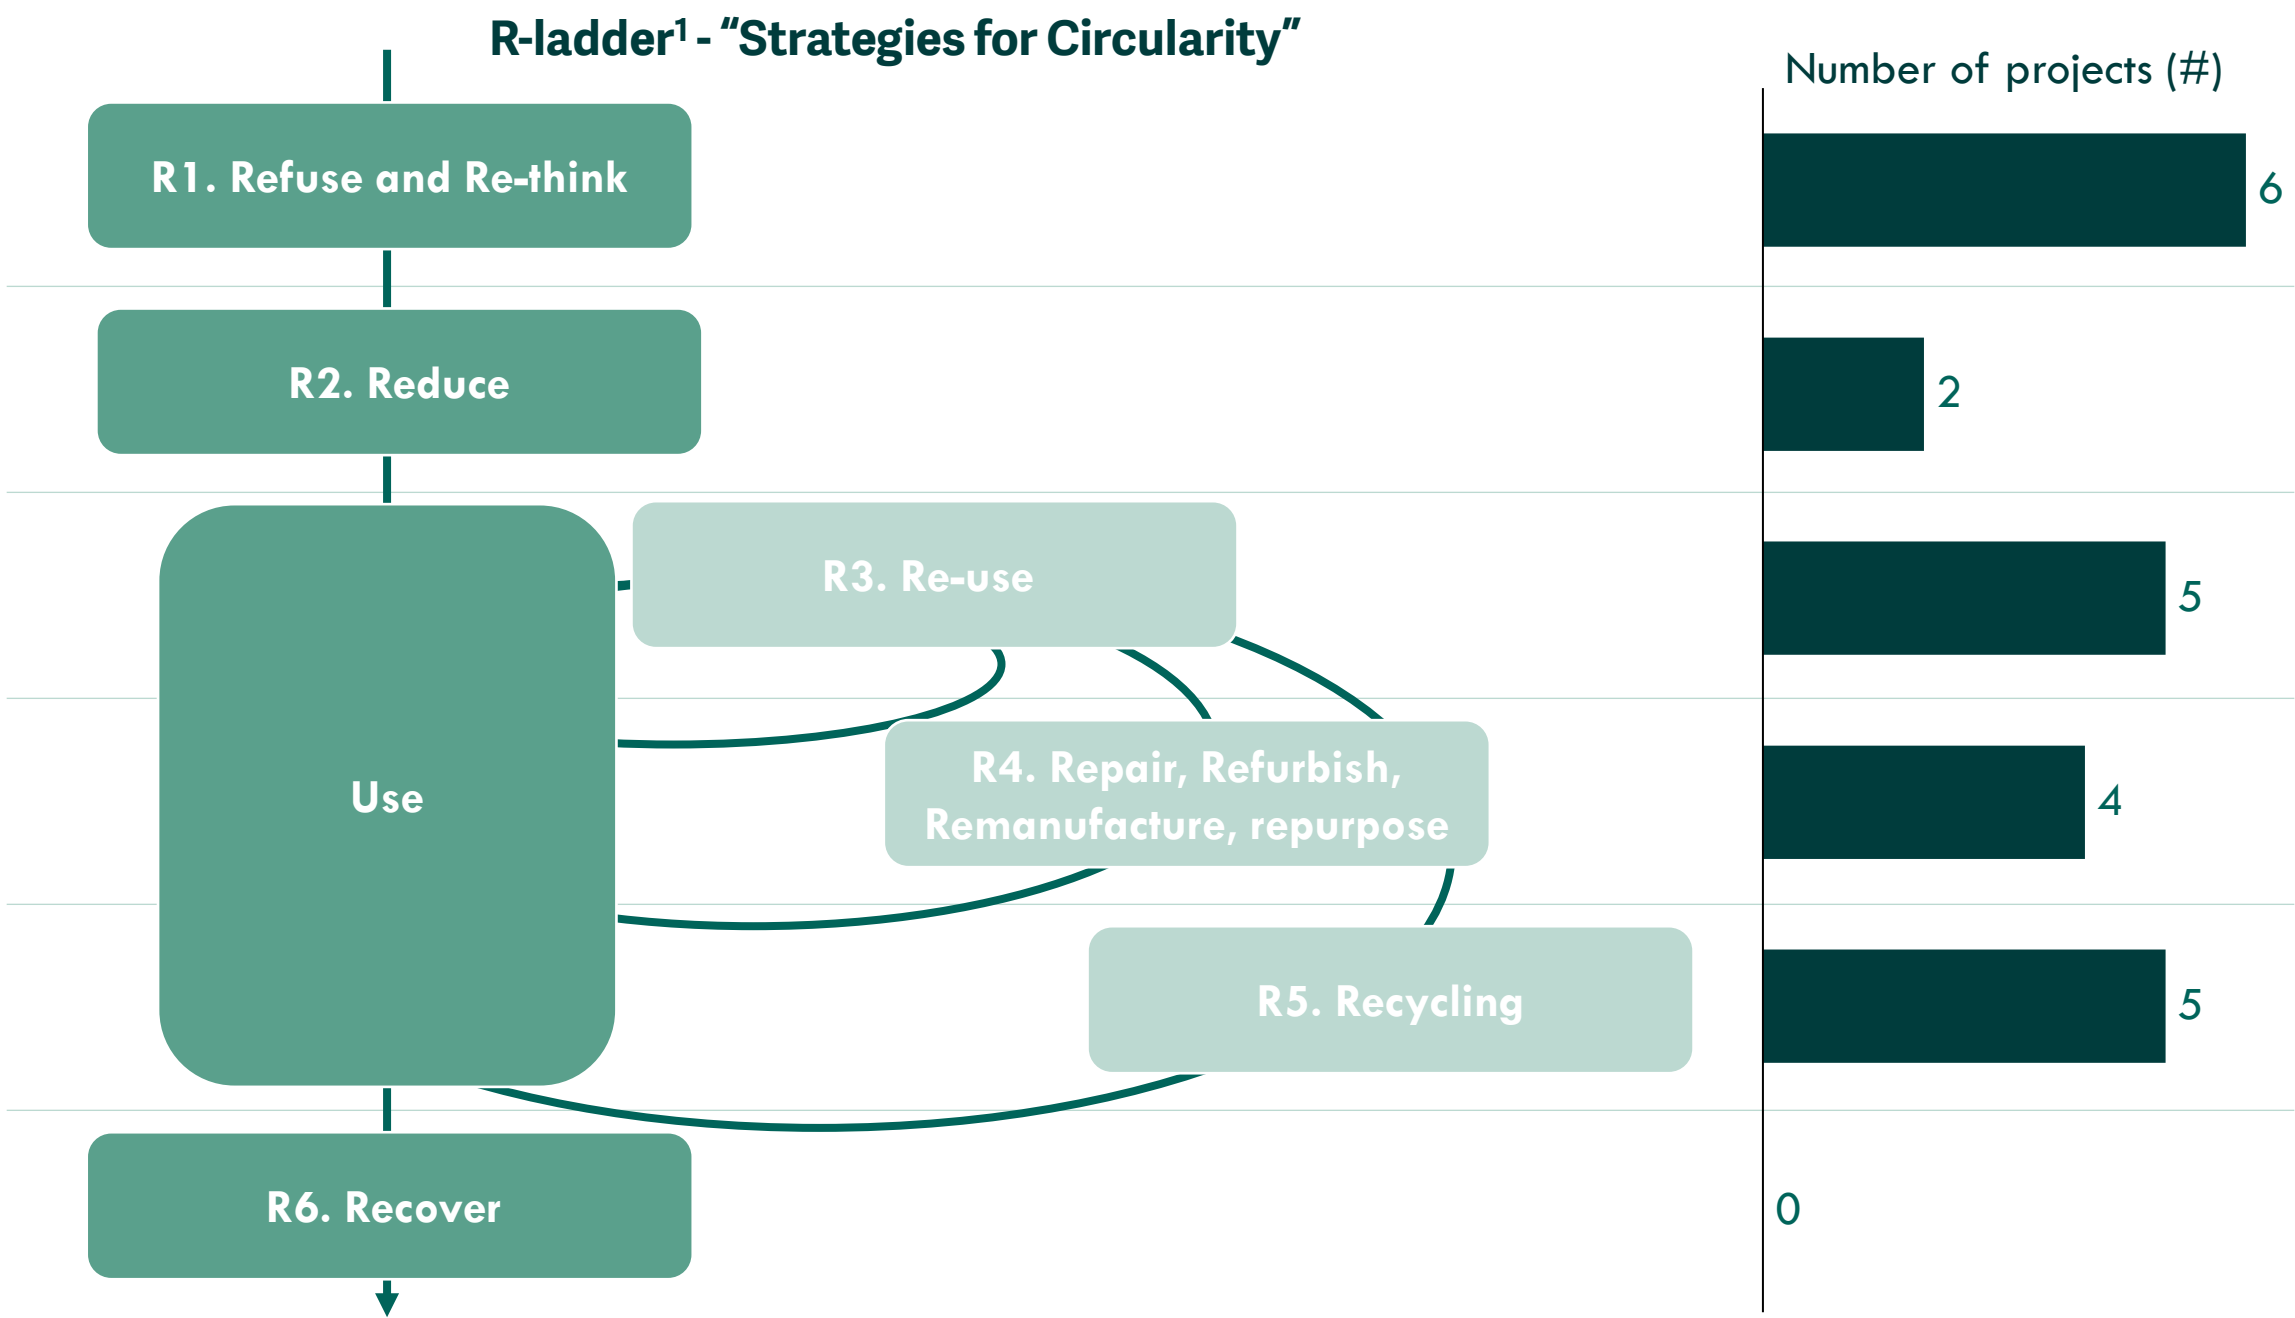 R-ladder¹ - “Strategies for Circularity”
Number of projects (#)
R1. Refuse and Re-think
6
R2. Reduce
2
R3. Re-use
5
Use
R4. Repair, Refurbish,
Remanufacture, repurpose
4
R5. Recycling
5
R6. Recover
0